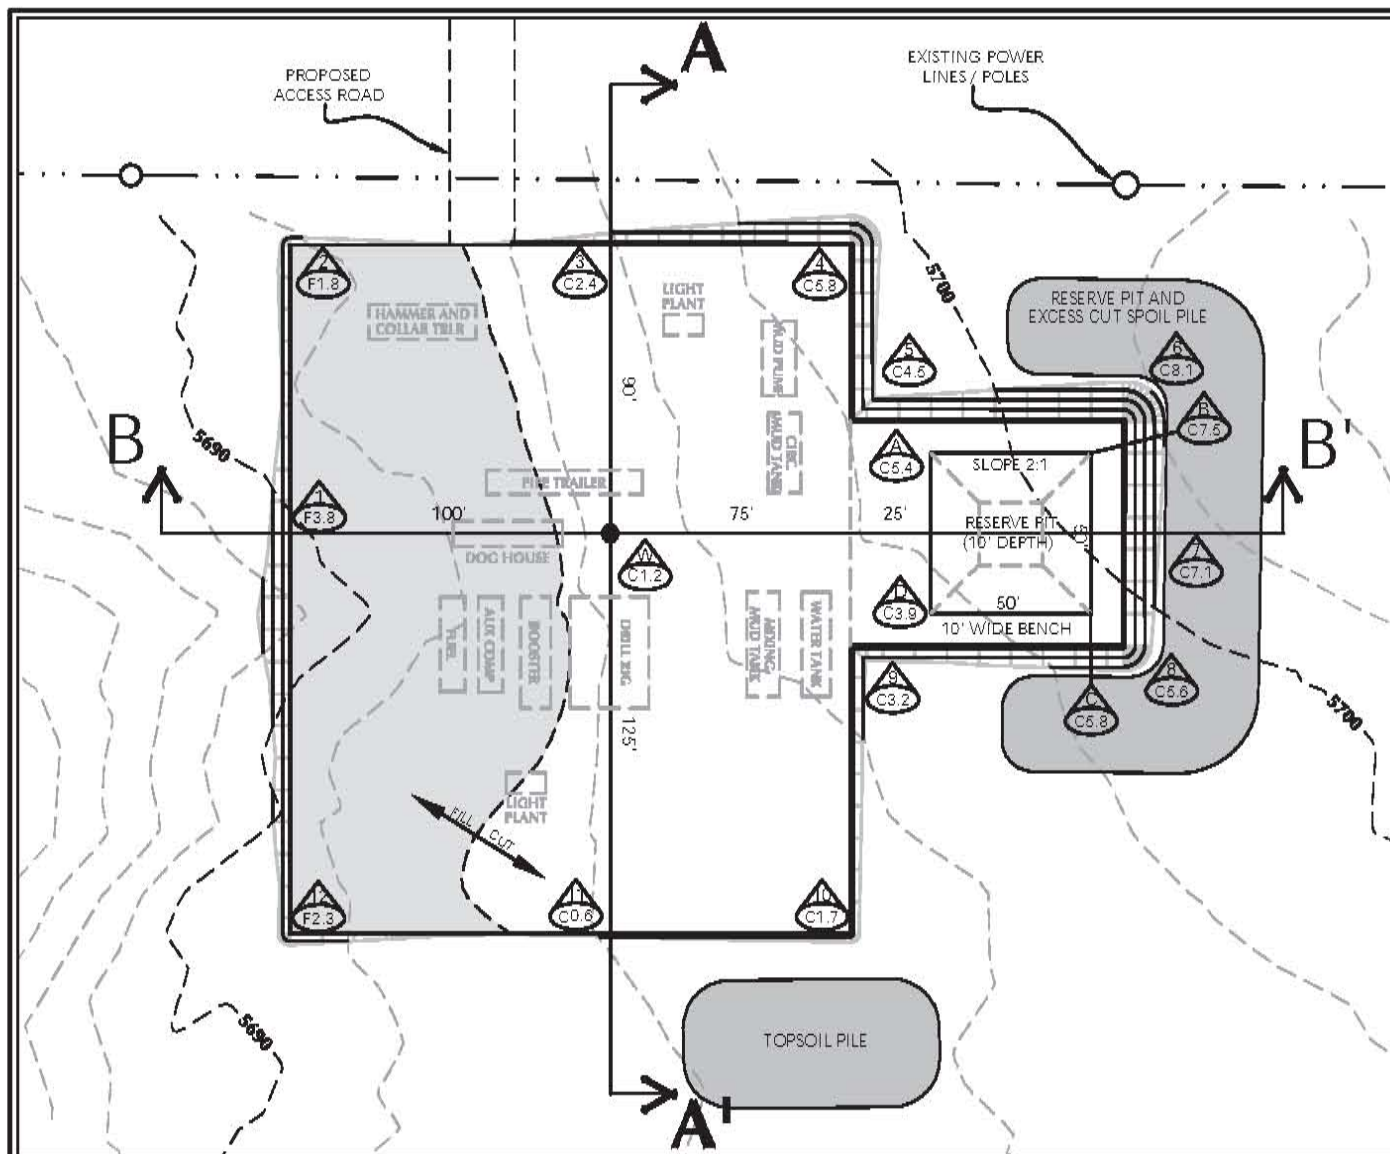 A
PROPOSED
ACCESS ROAD
EXISTING POWER
LINES / POLES
2
F1.8
3
C2.4
4
C5.8
LIGHT
PLANT
HAMMER AND
COLLAR TRLR
MUD PUMP
5700
RESERVE PIT AND
EXCESS CUT SPOIL PILE
5
C4.5
6
C8.1
90'
B
5690
CIRC
MUD TANK
A
C5.4
B
C7.5
B'
SLOPE 2:1
PIPE TRAILER
1
F3.8
100'
75'
25'
RESERVE PIT
(10' DEPTH)
50'
DOG HOUSE
W
C1.2
7
C7.1
D
C3.9
50'
10' WIDE BENCH
FUEL
AUX COMP
BOOSTER
DRILL RIG
MIXING/
MUD TANK
WATER TANK
9
C3.2
8
C5.6
C
C5.8
5700
125'
LIGHT
PLANT
FILL
CUT
12
F2.3
11
C0.6
10
C1.7
5690
TOPSOIL PILE
A'